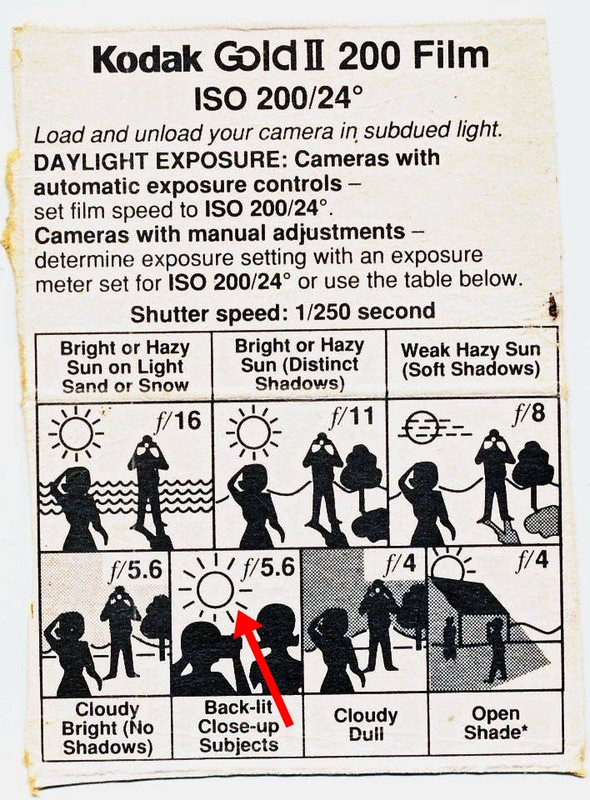 Kodak Gold II 200 Film
ISO 200/24°
Load and unload your camera in subdued light.
DAYLIGHT EXPOSURE: Cameras with
automatic exposure controls –
set film speed to ISO 200/24°.
Cameras with manual adjustments –
determine exposure setting with an exposure
meter set for ISO 200/24° or use the table below.
Shutter speed: 1/250 second
Bright or Hazy
Sun on Light
Sand or Snow
Bright or Hazy
Sun (Distinct
Shadows)
Weak Hazy Sun
(Soft Shadows)
f/16
f/11
f/8
f/5.6
f/5.6
f/4
f/4
Cloudy
Bright (No
Shadows)
Back-lit
Close-up
Subjects
Cloudy
Dull
Open
Shade*